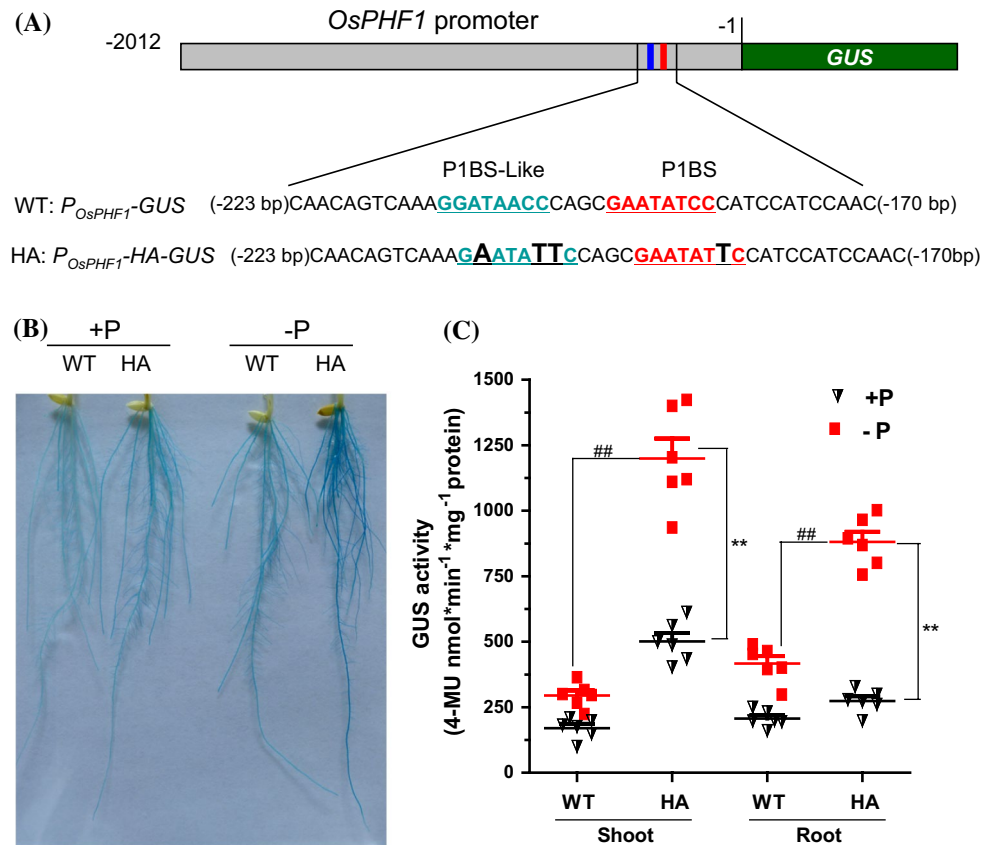 (A)
OsPHF1 promoter
-2012
-1
GUS
P1BS-Like P1BS
WT: P_OsPHF1-GUS (-223 bp)CAACAGTCAAAGGATAACCCAGCGAATATCCCATCCATCCAAC(-170 bp)
HA: P_OsPHF1-HA-GUS (-223 bp)CAACAGTCAAAGAATATTCCAGCGAATATTCCATCCATCCAAC(-170bp)
(B)
+P -P
WT HA WT HA
(C)
GUS activity
(4-MU nmol*min⁻¹*mg⁻¹protein)
1500
1250
1000
750
500
250
0
+P
- P
##
**
##
**
WT HA WT HA
Shoot Root